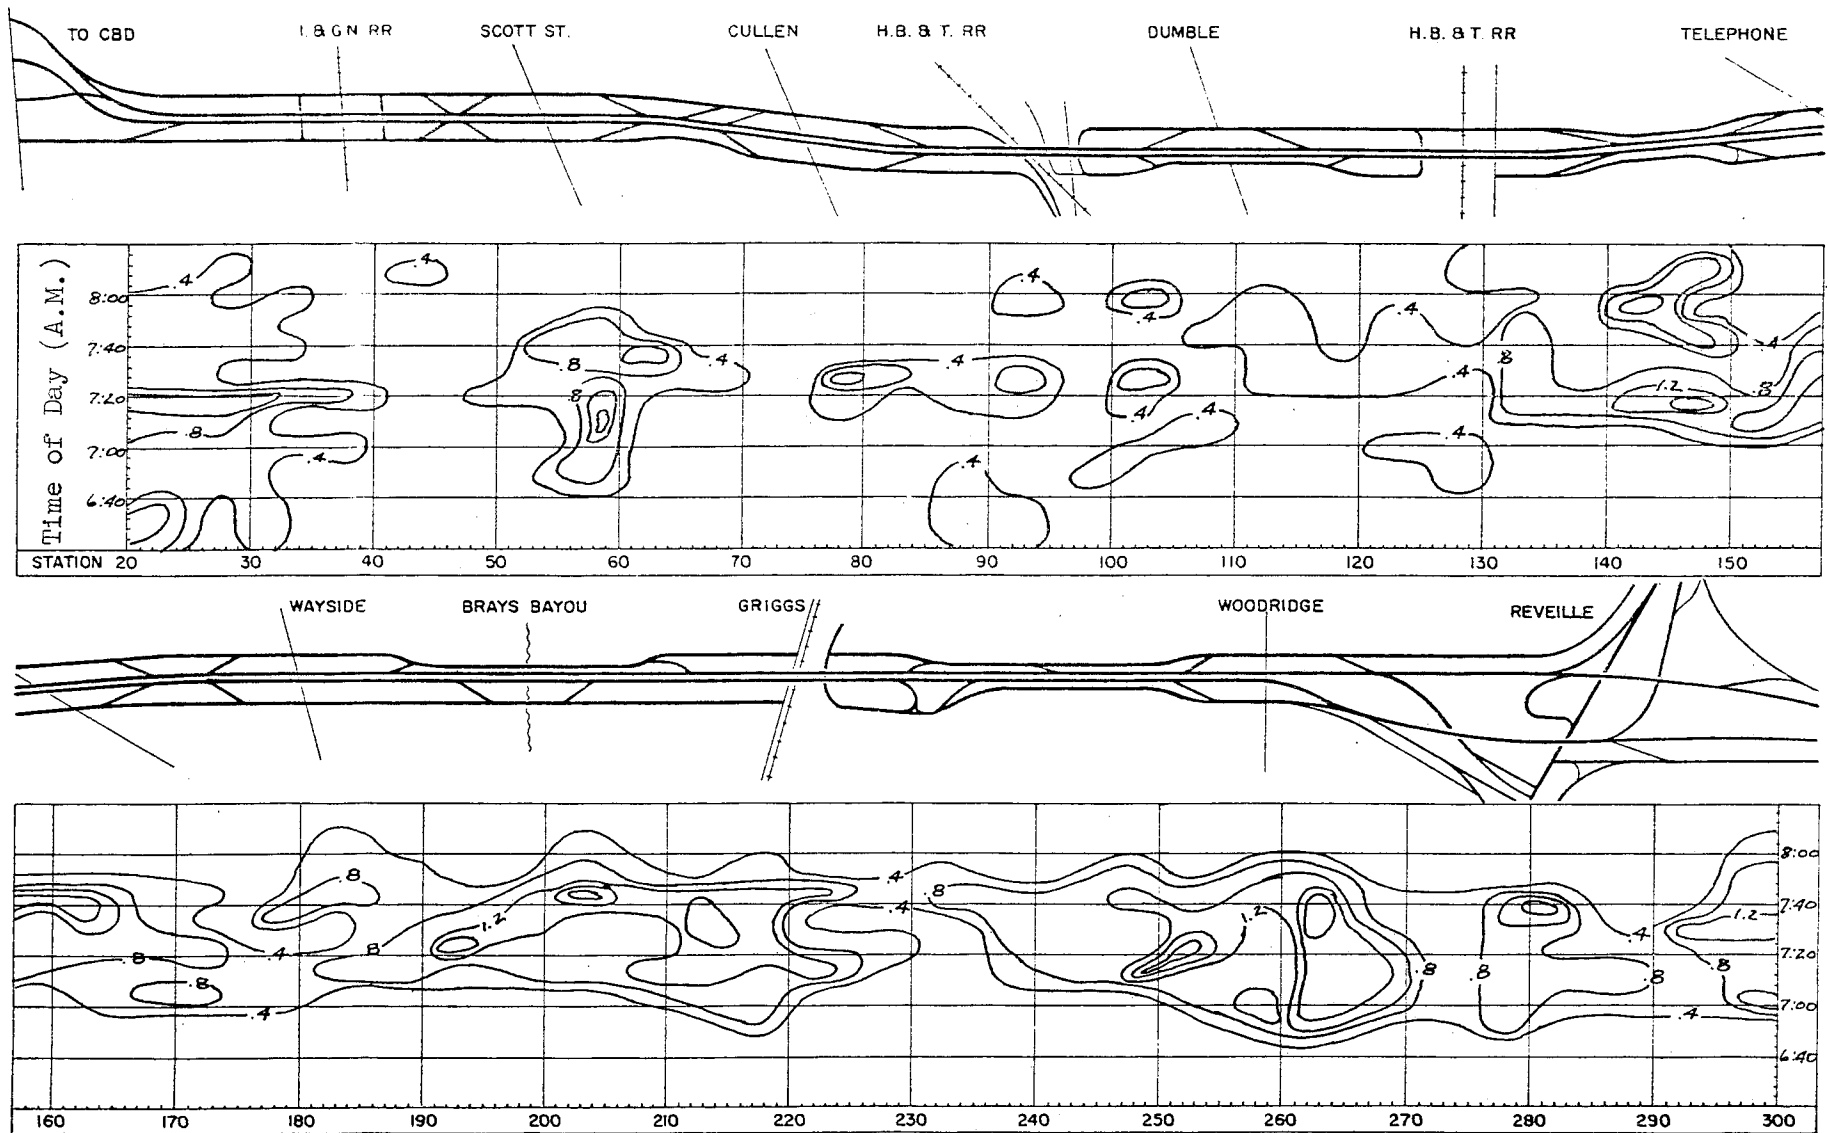 TO CBD I. & G N RR SCOTT ST. CULLEN H.B. & T. RR DUMBLE H.B. & T. RR TELEPHONE
Time of Day (A.M.)
8:00
7:40
7:20
7:00
6:40
.4 .4 .4 .4 .4
.8 .4 .4 .4 .8 .4
.8 .4 1.2 .8
.8 .4 .4 .4
.4 .4
STATION 20 30 40 50 60 70 80 90 100 110 120 130 140 150
WAYSIDE BRAYS BAYOU GRIGGS WOODRIDGE REVEILLE
8:00
7:40
7:20
7:00
6:40
.8 .4 .8
1.2 .4 1.2 1.2
.8 .4 .8 .4
.8 .8 .8 .8 .8
.4 .4
160 170 180 190 200 210 220 230 240 250 260 270 280 290 300